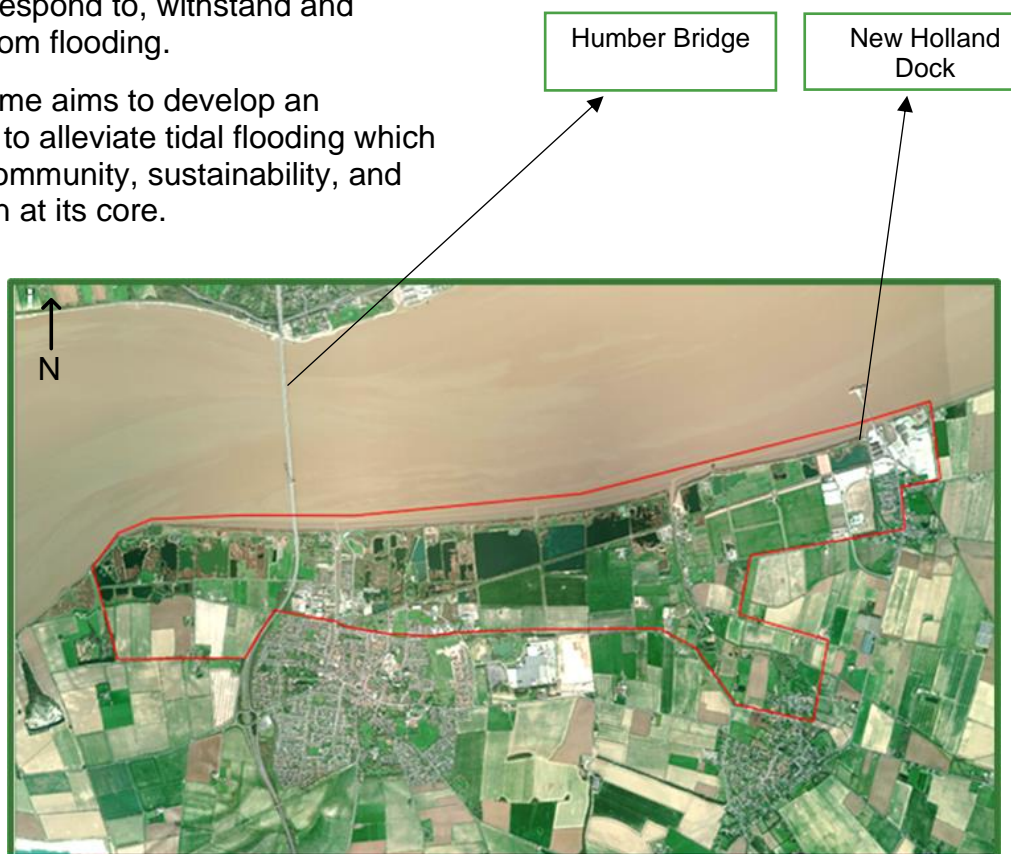 espond to, withstand and
om flooding.
me aims to develop an
to alleviate tidal flooding which
ommunity, sustainability, and
n at its core.
Humber Bridge
New Holland
Dock
N